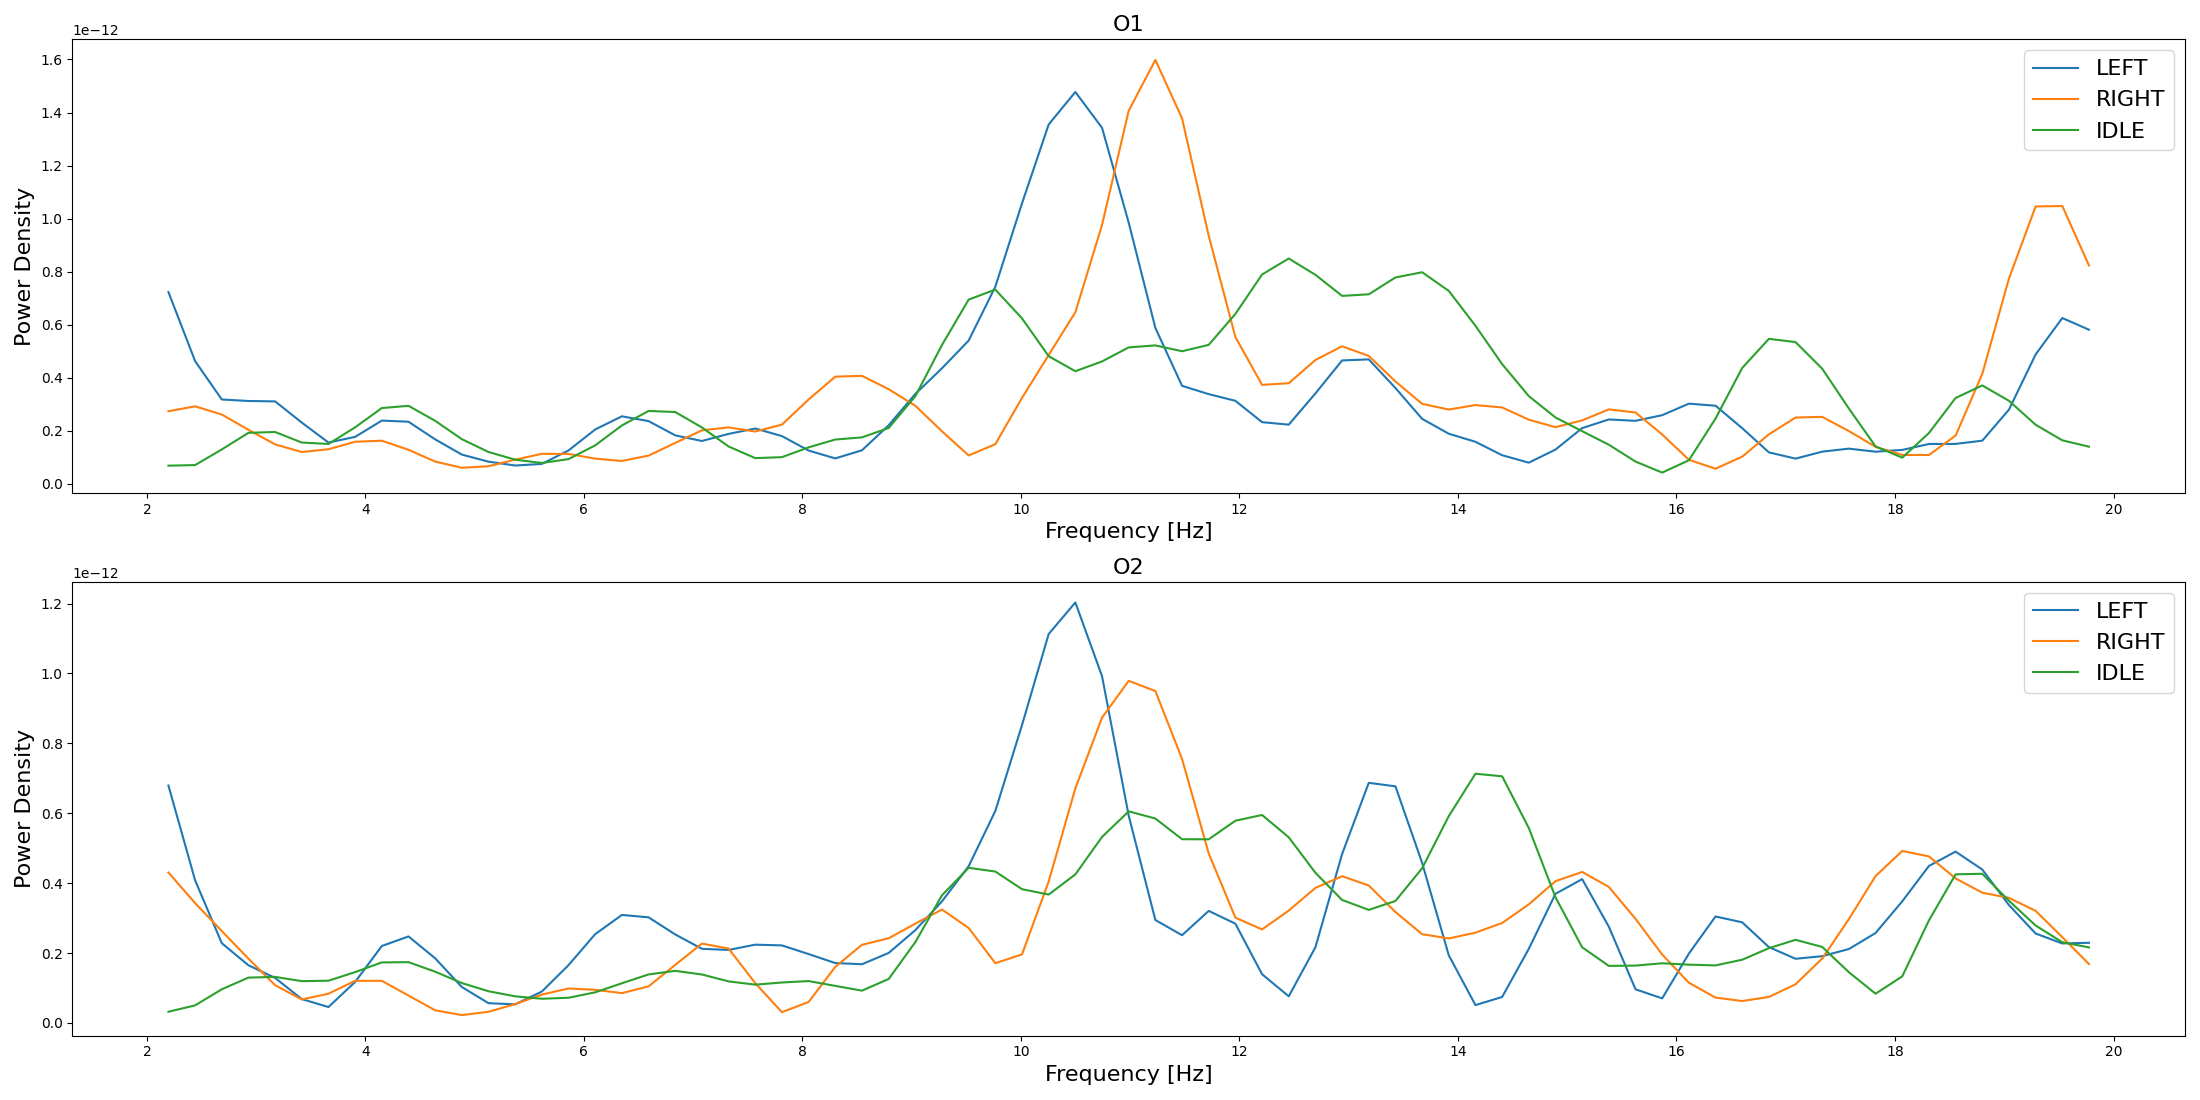 O1
1e−12
Power Density
1.6
1.4
1.2
1.0
0.8
0.6
0.4
0.2
0.0
LEFT
RIGHT
IDLE
2 4 6 8 10 12 14 16 18 20
Frequency [Hz]
O2
1e−12
Power Density
1.2
1.0
0.8
0.6
0.4
0.2
0.0
LEFT
RIGHT
IDLE
2 4 6 8 10 12 14 16 18 20
Frequency [Hz]